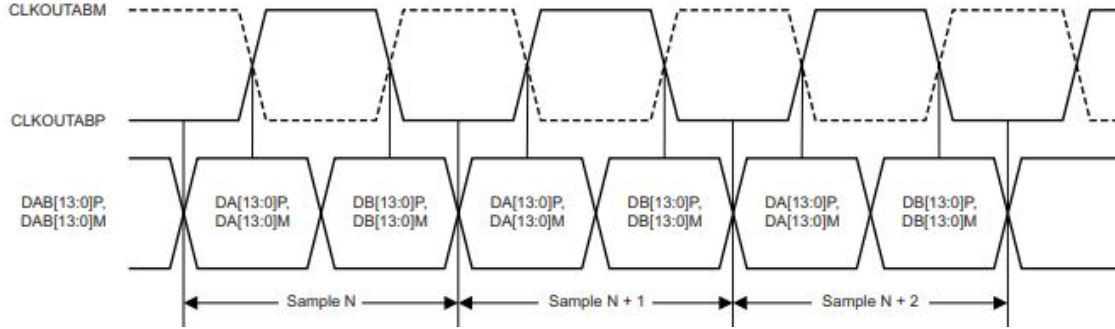 CLKOUTABM
CLKOUTABP
DAB[13:0]P,
DAB[13:0]M
DA[13:0]P,
DA[13:0]M
DB[13:0]P,
DB[13:0]M
DA[13:0]P,
DA[13:0]M
DB[13:0]P,
DB[13:0]M
DA[13:0]P,
DA[13:0]M
DB[13:0]P,
DB[13:0]M
Sample N
Sample N + 1
Sample N + 2